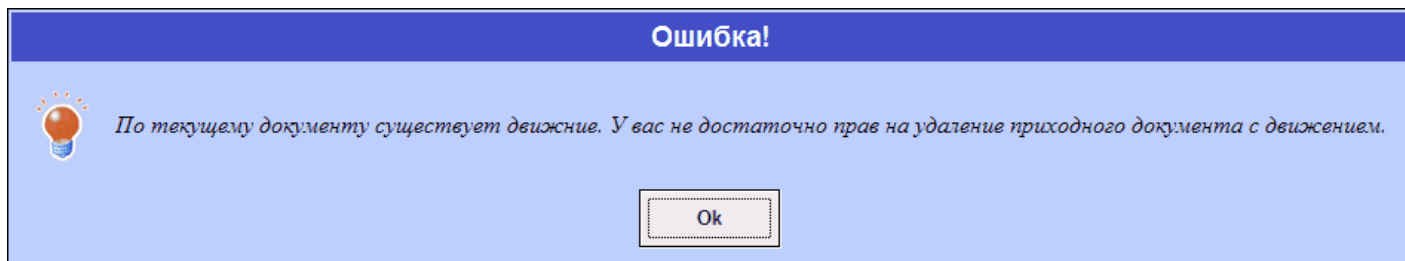 Ошибка!
По текущему документу существует движние. У вас не достаточно прав на удаление приходного документа с движением.
Ok